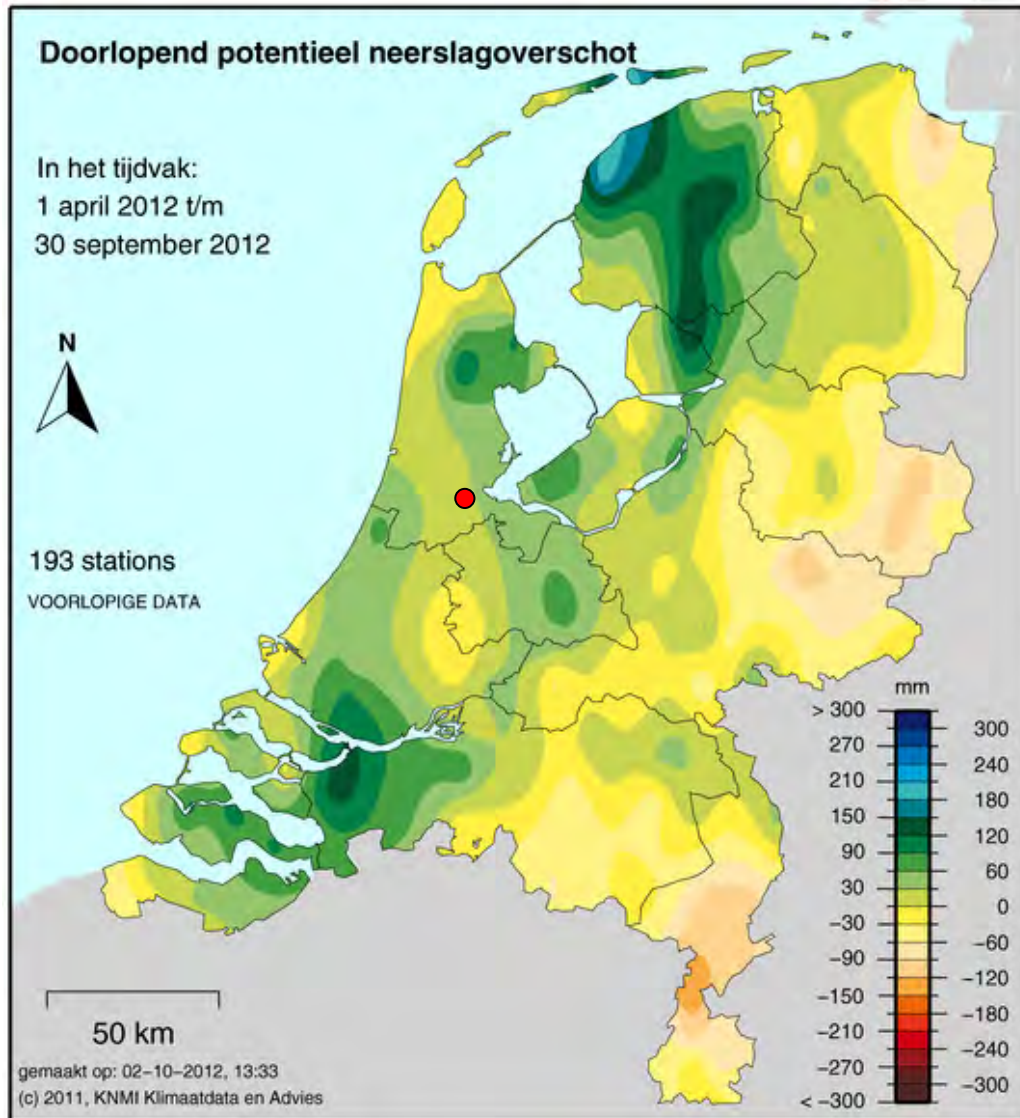 Doorlopend potentieel neerslagoverschot
In het tijdvak:
1 april 2012 t/m
30 september 2012
N
193 stations
VOORLOPIGE DATA
mm
> 300
300
270
240
210
180
150
120
90
60
30
0
−30
−60
−90
−120
−150
−180
−210
−240
−270
−300
< −300
50 km
gemaakt op: 02−10−2012, 13:33
(c) 2011, KNMI Klimaatdata en Advies